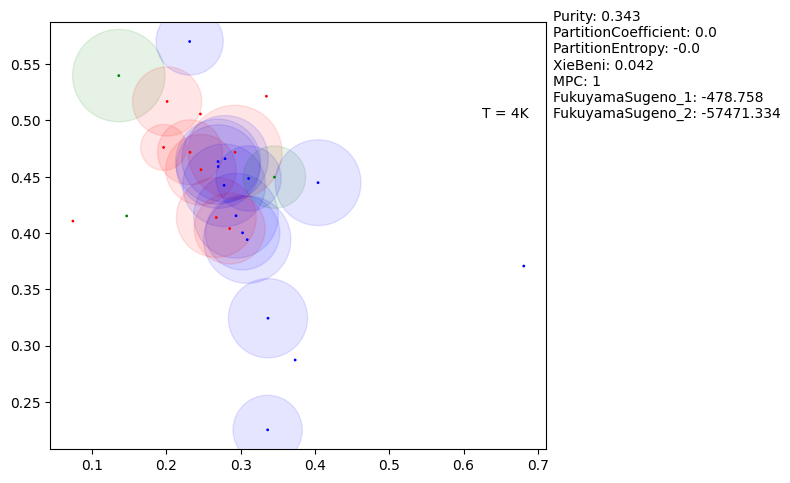 Purity: 0.343
PartitionCoefficient: 0.0
PartitionEntropy: -0.0
XieBeni: 0.042
MPC: 1
FukuyamaSugeno_1: -478.758
FukuyamaSugeno_2: -57471.334
T = 4K
0.55
0.50
0.45
0.40
0.35
0.30
0.25
0.1 0.2 0.3 0.4 0.5 0.6 0.7